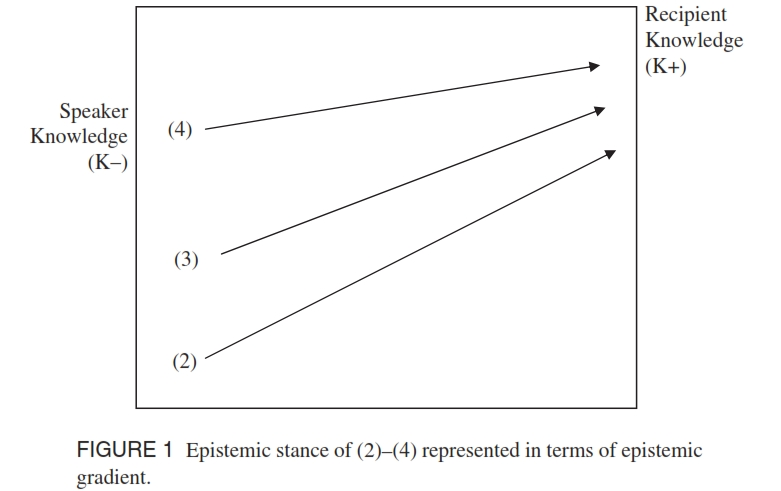 Recipient
Knowledge
(K+)
Speaker
Knowledge
(K–)
(4)
(3)
(2)
FIGURE 1 Epistemic stance of (2)–(4) represented in terms of epistemic
gradient.